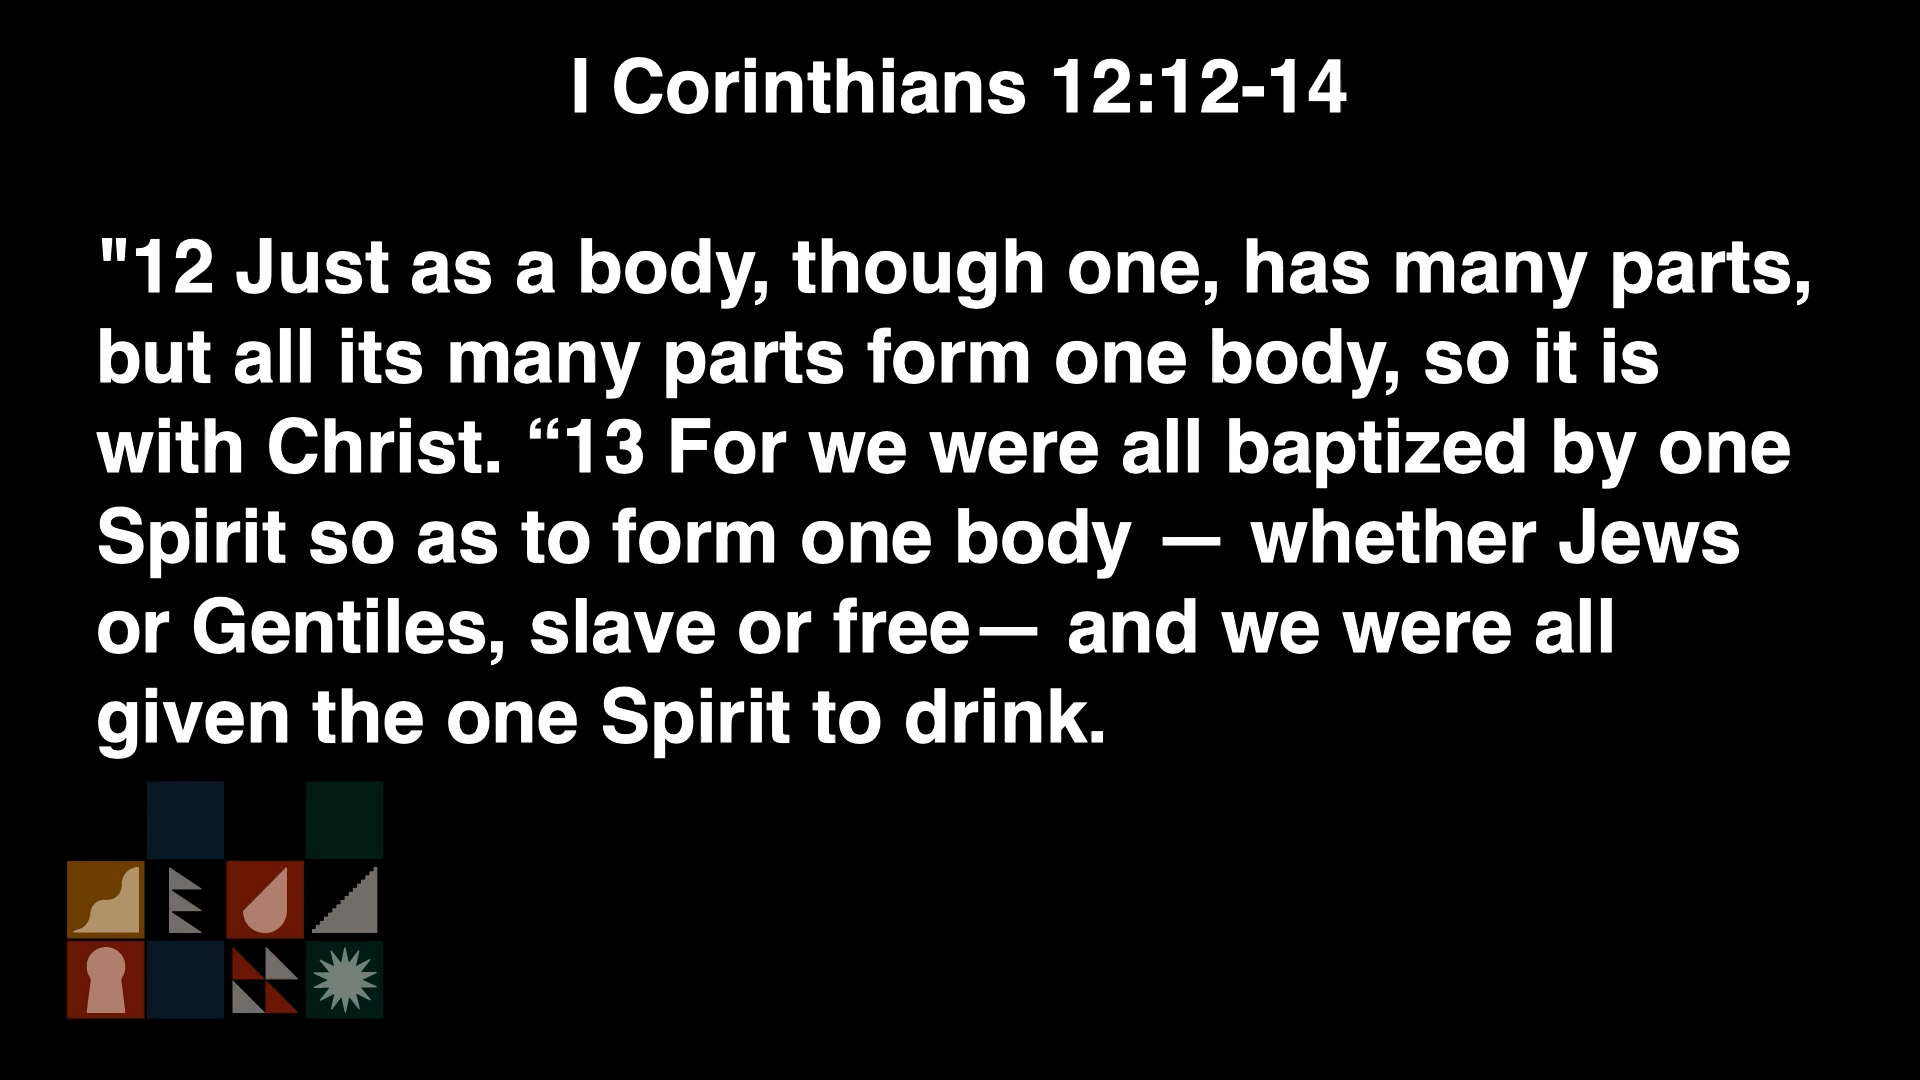 I Corinthians 12:12-14
"12 Just as a body, though one, has many parts,
but all its many parts form one body, so it is
with Christ. “13 For we were all baptized by one
Spirit so as to form one body — whether Jews
or Gentiles, slave or free— and we were all
given the one Spirit to drink.